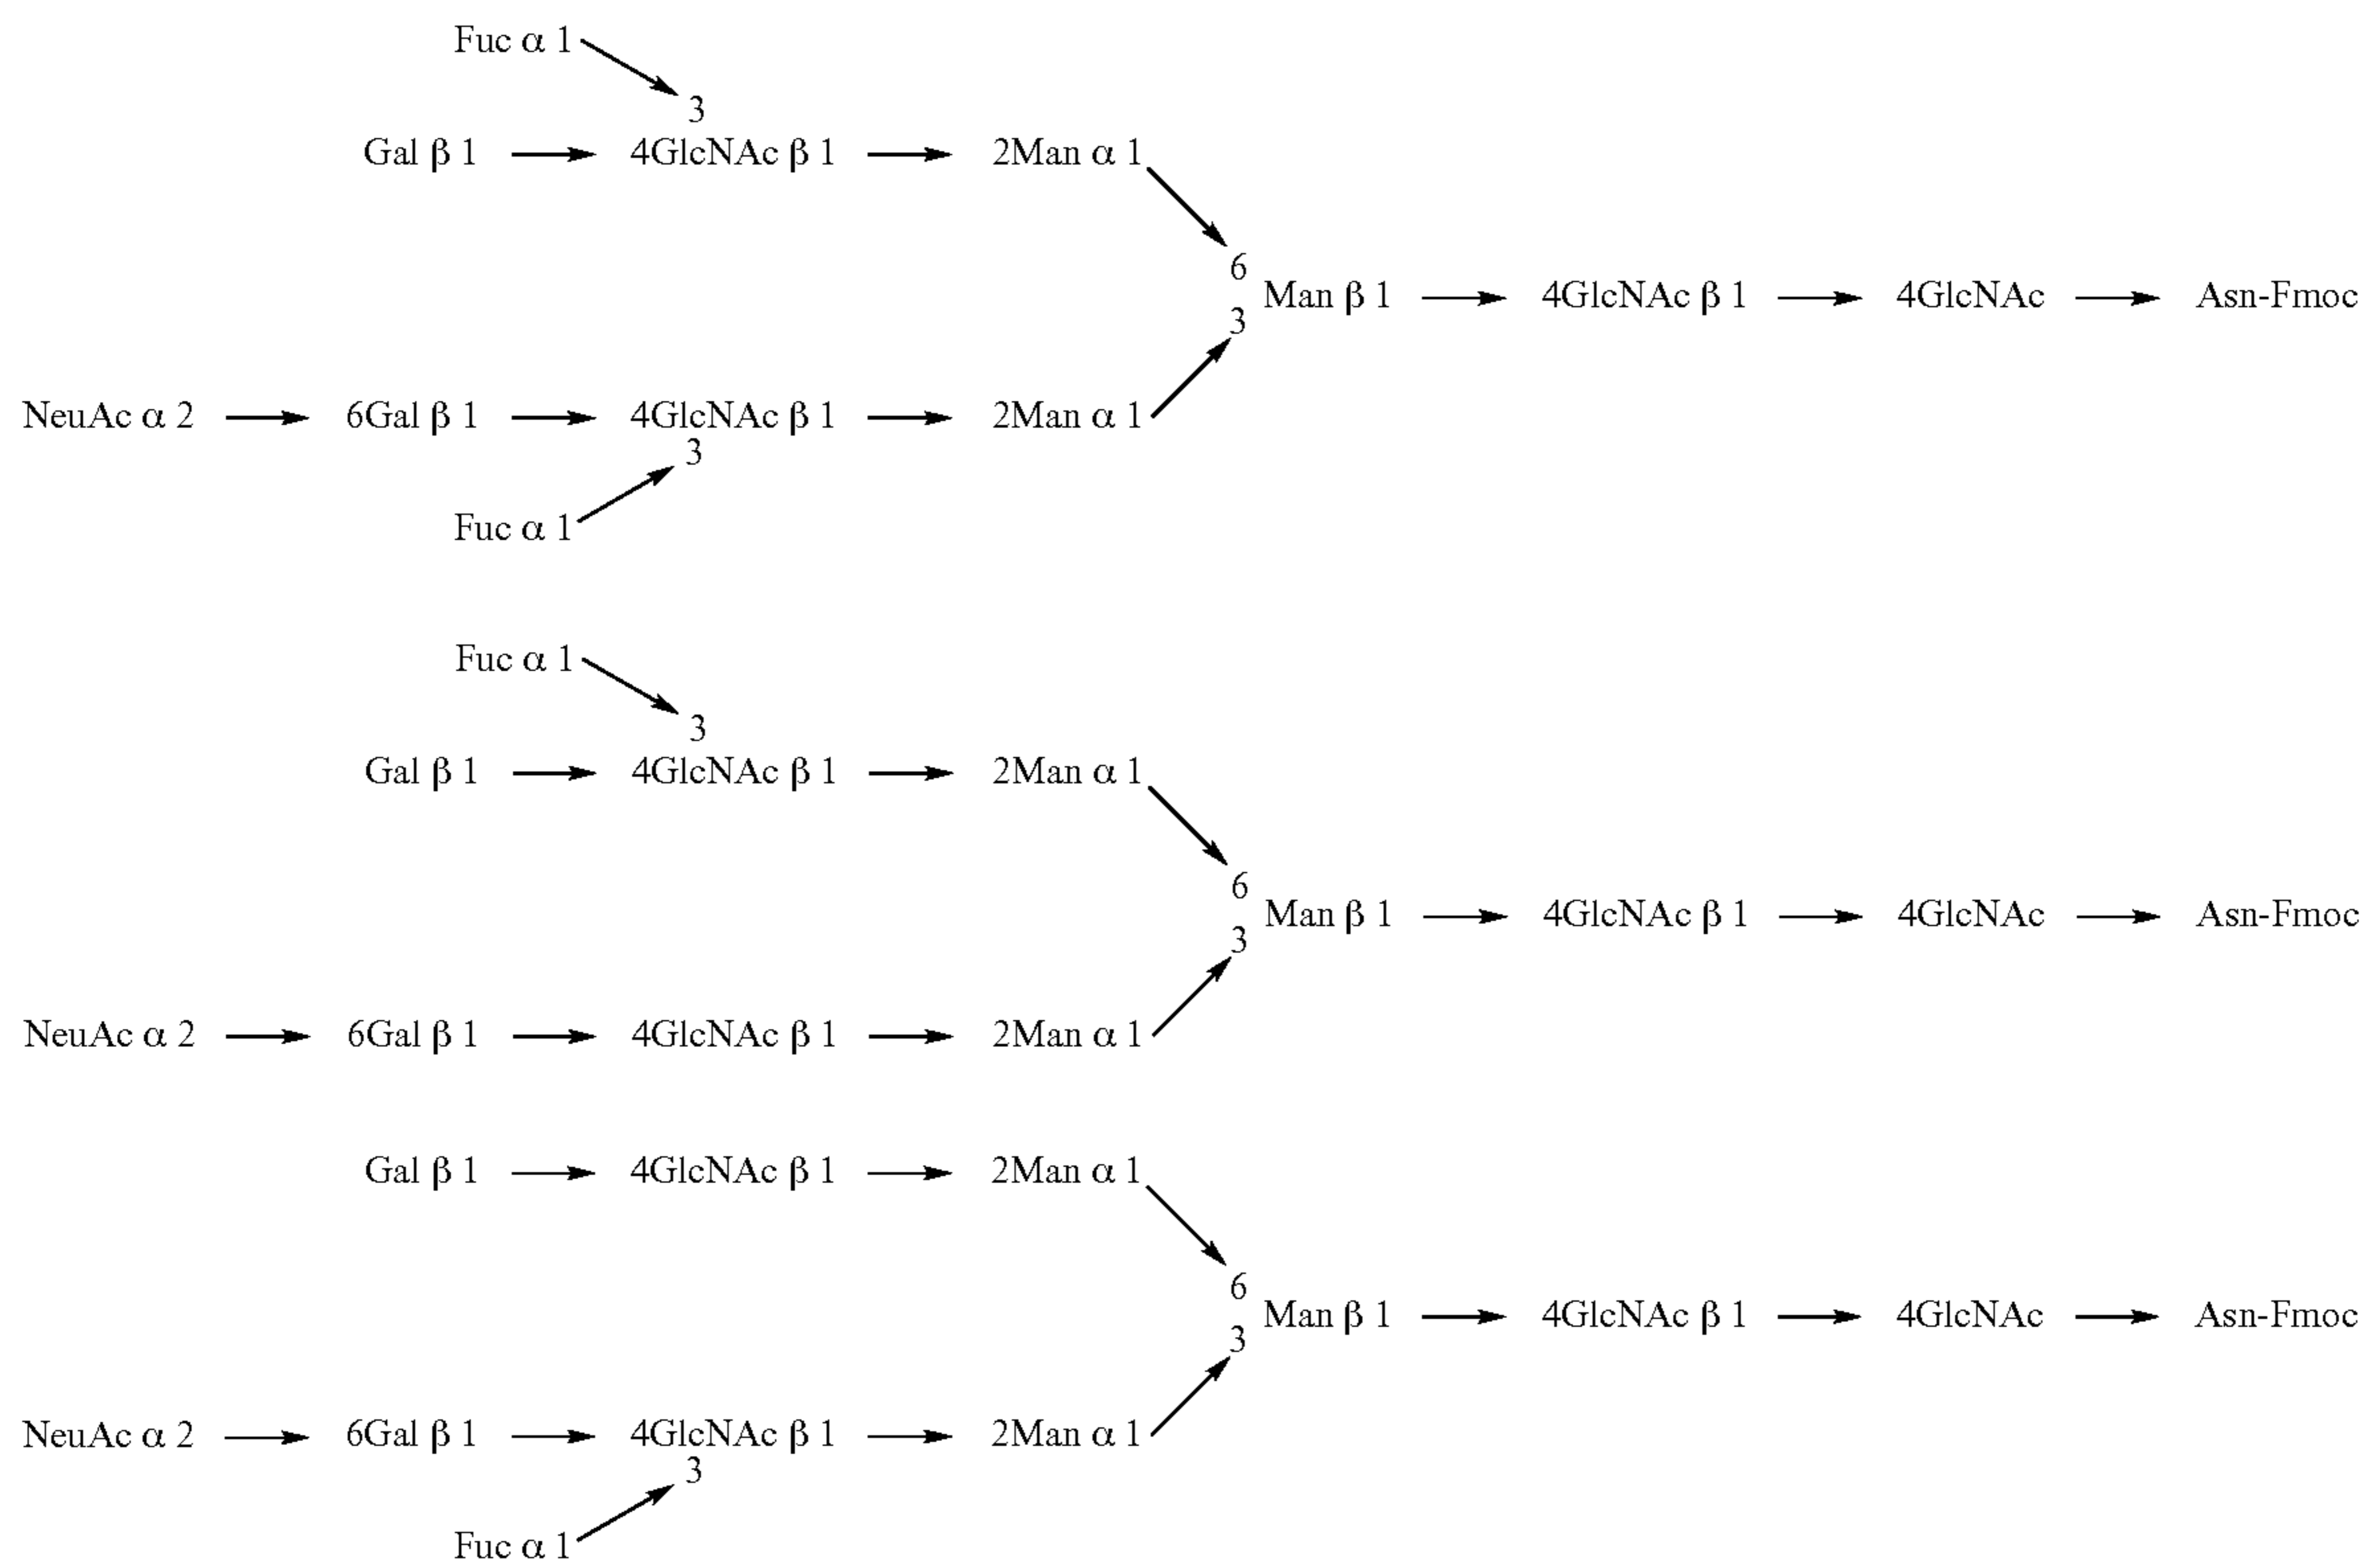 Fuc α 1
3
Gal β 1 4GlcNAc β 1 2Man α 1
6
Man β 1 4GlcNAc β 1 4GlcNAc Asn-Fmoc
3
NeuAc α 2 6Gal β 1 4GlcNAc β 1 2Man α 1
3
Fuc α 1
Fuc α 1
3
Gal β 1 4GlcNAc β 1 2Man α 1
6
Man β 1 4GlcNAc β 1 4GlcNAc Asn-Fmoc
3
NeuAc α 2 6Gal β 1 4GlcNAc β 1 2Man α 1
Gal β 1 4GlcNAc β 1 2Man α 1
6
Man β 1 4GlcNAc β 1 4GlcNAc Asn-Fmoc
3
NeuAc α 2 6Gal β 1 4GlcNAc β 1 2Man α 1
3
Fuc α 1